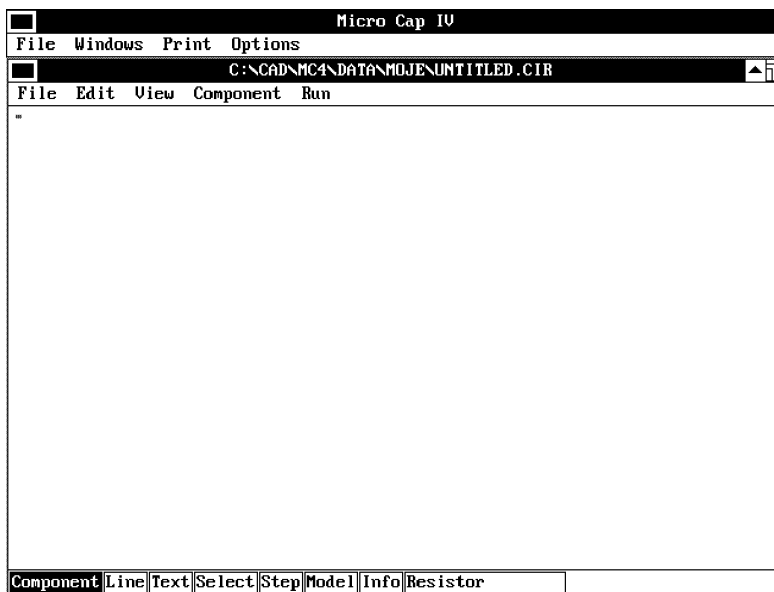 Micro Cap IV
File Windows Print Options
C:\CAD\MC4\DATA\MOJE\UNTITLED.CIR
File Edit View Component Run
Component Line Text Select Step Model Info Resistor